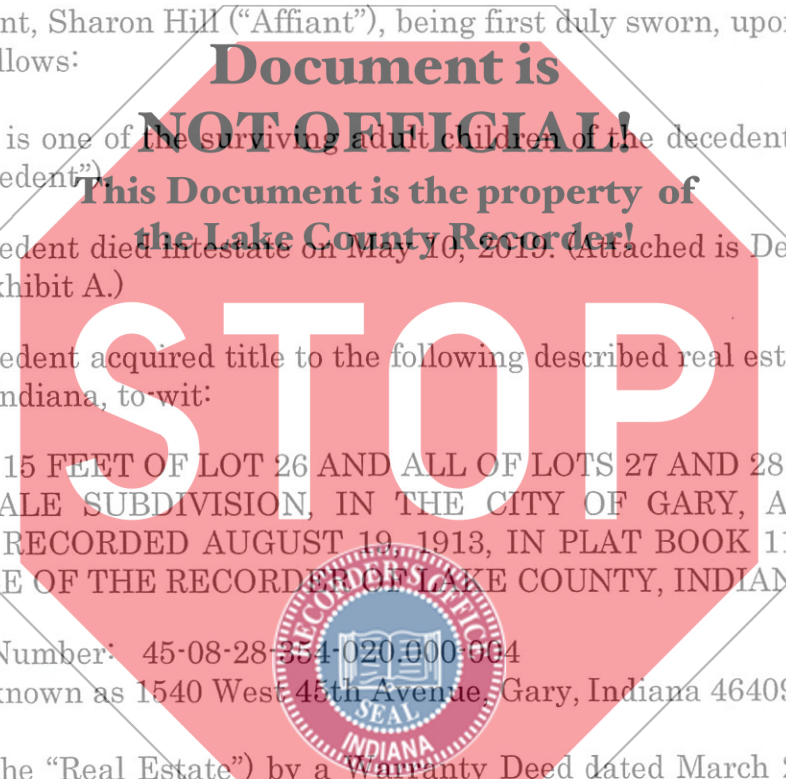 nt, Sharon Hill (“Affiant”), being first duly sworn, upo
llows:
Document is
NOT OFFICIAL!
is one of the surviving adult children of the decedent
edent”).
This Document is the property of
the Lake County Recorder!
edent died intestate on May 10, 2019. (Attached is De
xhibit A.)
STOP
edent acquired title to the following described real est
ndiana, to-wit:
15 FEET OF LOT 26 AND ALL OF LOTS 27 AND 28
ALE SUBDIVISION, IN THE CITY OF GARY, A
RECORDED AUGUST 19, 1913, IN PLAT BOOK 11
E OF THE RECORDER OF LAKE COUNTY, INDIAN
Number: 45-08-28-354-020.000-004
known as 1540 West 45th Avenue, Gary, Indiana 46409
RECORDER'S OFFICE
SEAL
INDIANA
he “Real Estate”) by a Warranty Deed dated March